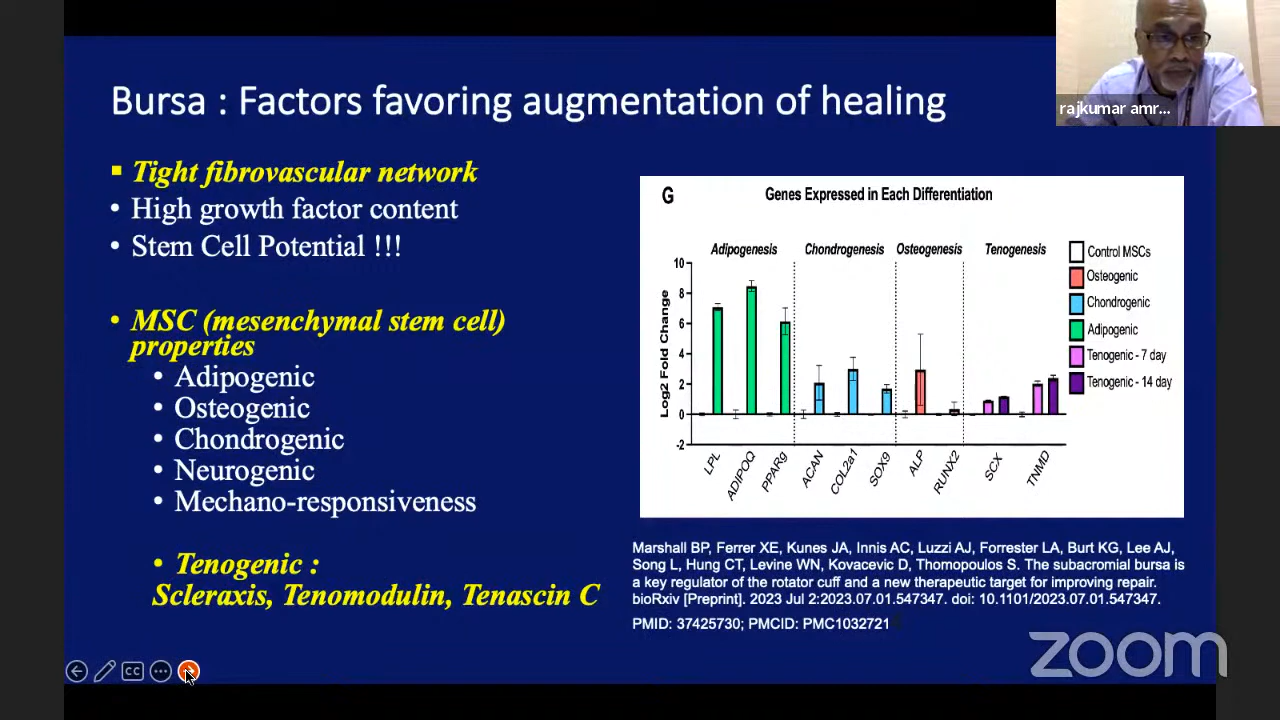 Bursa : Factors favoring augmentation of healing
rajkumar amr...
▪ Tight fibrovascular network
• High growth factor content
• Stem Cell Potential !!!
• MSC (mesenchymal stem cell)
properties
• Adipogenic
• Osteogenic
• Chondrogenic
• Neurogenic
• Mechano-responsiveness
• Tenogenic :
Scleraxis, Tenomodulin, Tenascin C
G
Genes Expressed in Each Differentiation
Adipogenesis Chondrogenesis Osteogenesis Tenogenesis
Log2 Fold Change
10
8
6
4
2
0
-2
LPL ADIPOQ PPARg ACAN COL2a1 SOX9 ALP RUNX2 SCX TNMD
Control MSCs
Osteogenic
Chondrogenic
Adipogenic
Tenogenic - 7 day
Tenogenic - 14 day
Marshall BP, Ferrer XE, Kunes JA, Innis AC, Luzzi AJ, Forrester LA, Burt KG, Lee AJ,
Song L, Hung CT, Levine WN, Kovacevic D, Thomopoulos S. The subacromial bursa is
a key regulator of the rotator cuff and a new therapeutic target for improving repair.
bioRxiv [Preprint]. 2023 Jul 2:2023.07.01.547347. doi: 10.1101/2023.07.01.547347.
PMID: 37425730; PMCID: PMC1032721
CC
zoom